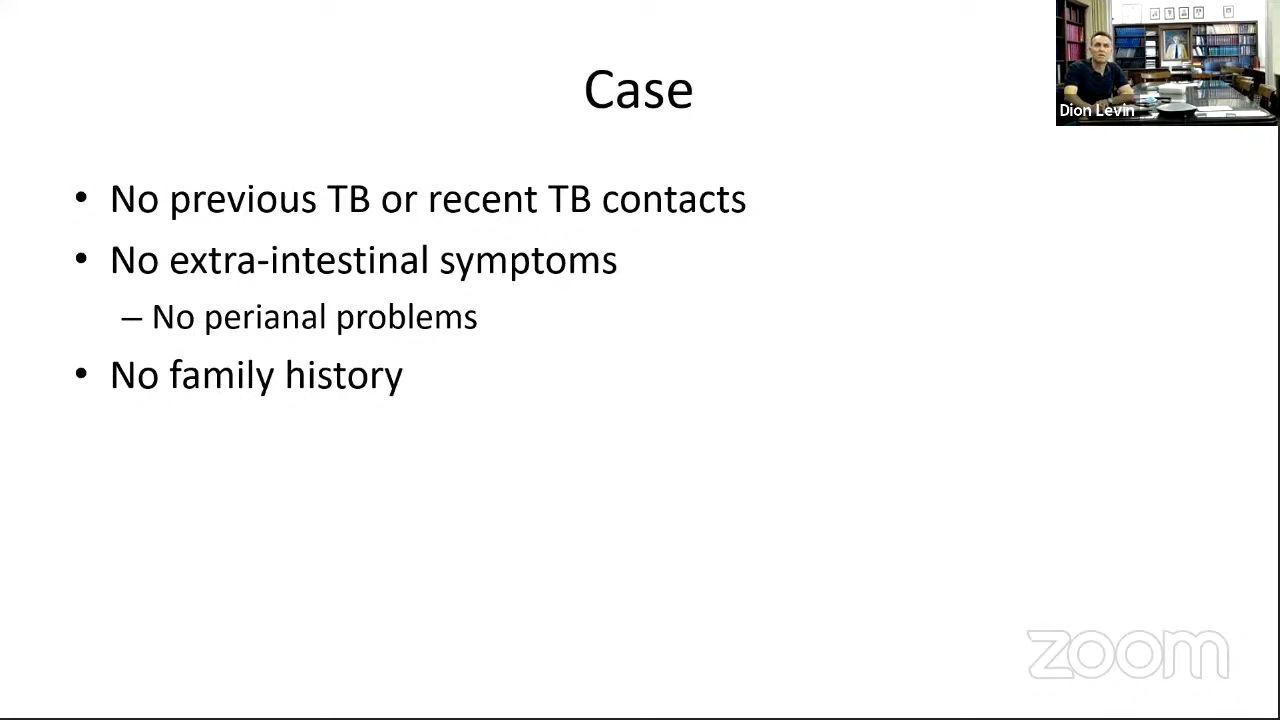 Case
Dion Levin
• No previous TB or recent TB contacts
• No extra-intestinal symptoms
– No perianal problems
• No family history
zoom